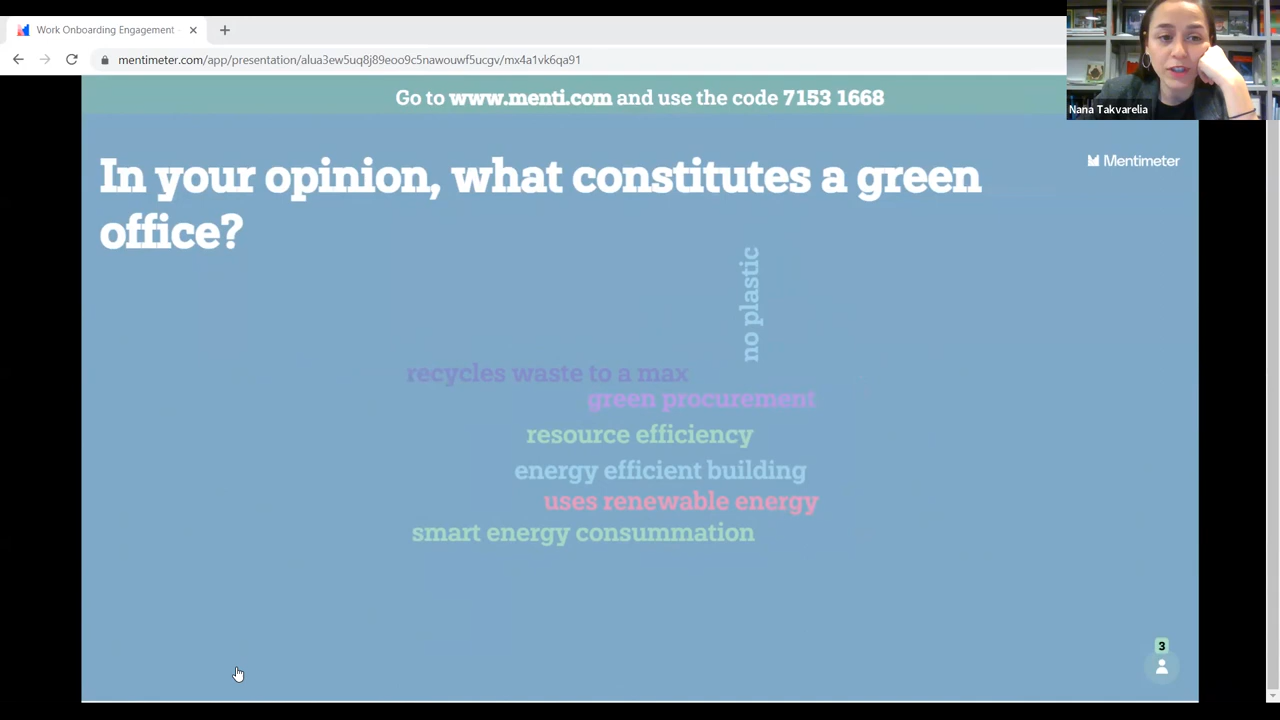 Work Onboarding Engagement
mentimeter.com/app/presentation/alua3ew5uq8j89eoo9c5nawouwf5ucgv/mx4a1vk6qa91
Nana Takvarelia
Go to www.menti.com and use the code 7153 1668
Mentimeter
In your opinion, what constitutes a green
office?
no plastic
recycles waste to a max
green procurement
resource efficiency
energy efficient building
uses renewable energy
smart energy consummation
3